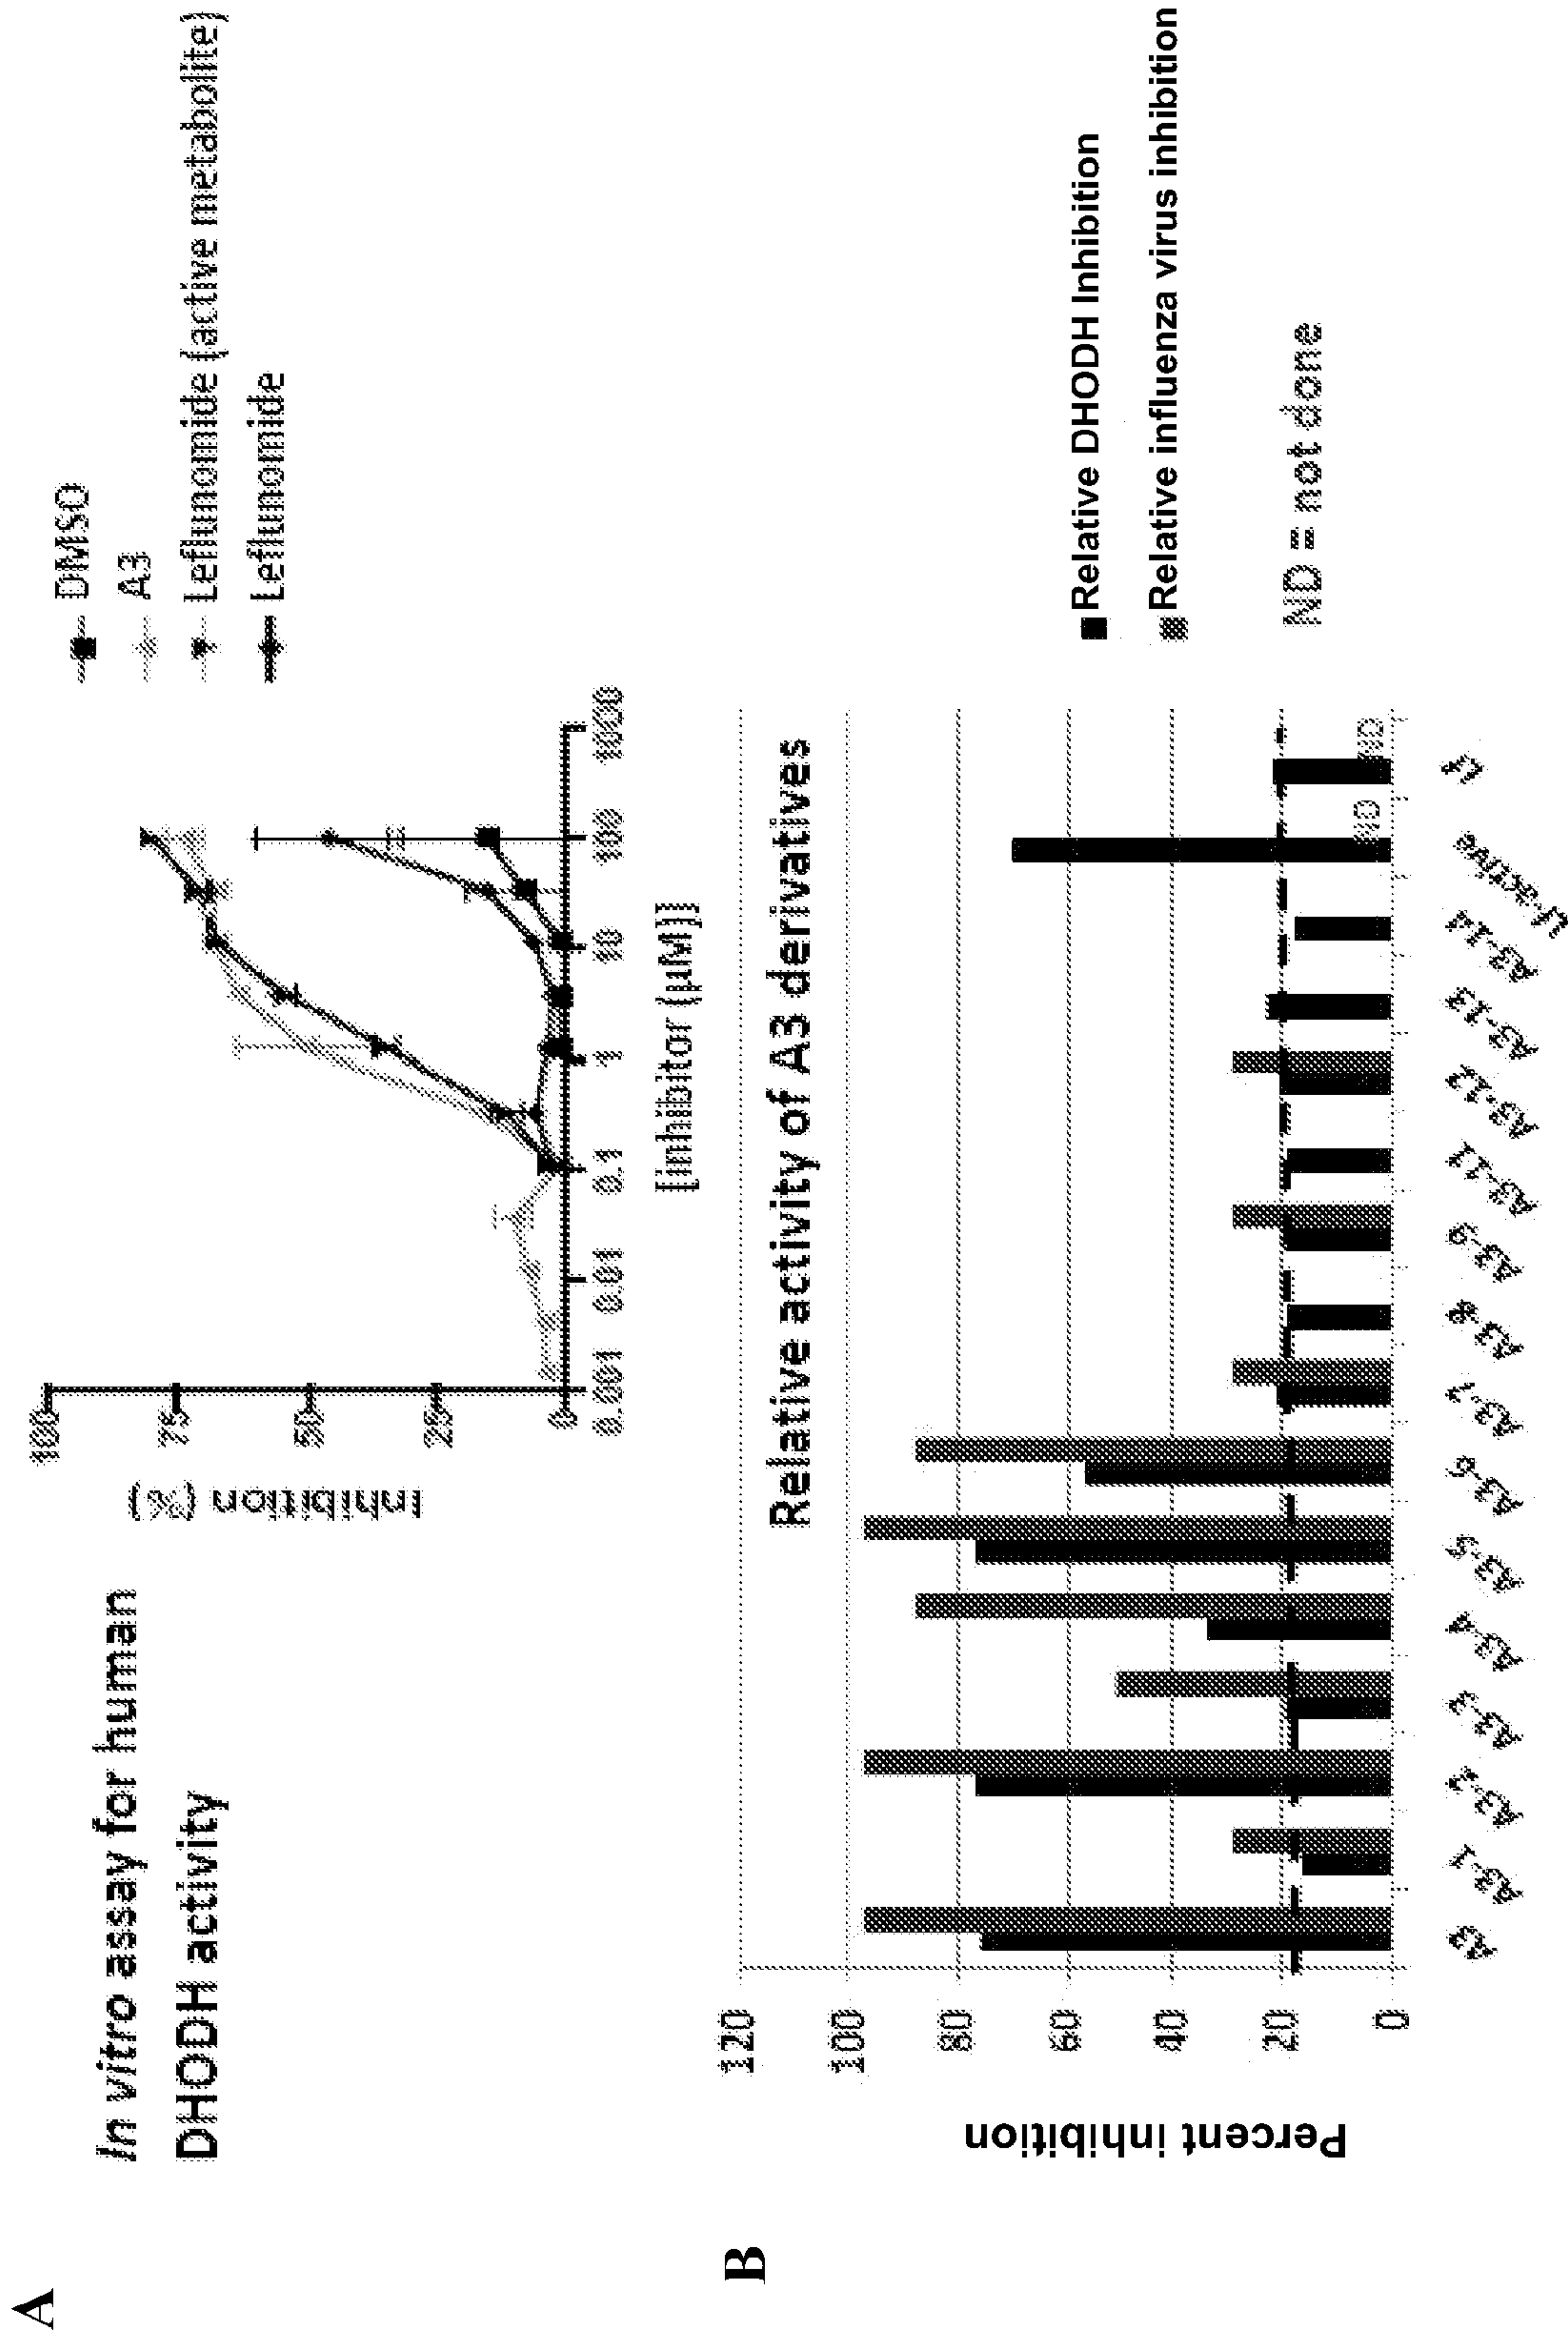 A
In vitro assay for human
DHODH activity
Inhibition (%)
100
75
50
25
0
0.001
0.01
0.1
1
10
100
1000
[inhibitor (µM)]
DMSO
A3
Leflunomide (active metabolite)
Leflunomide
B
Relative activity of A3 derivatives
Percent inhibition
120
100
80
60
40
20
0
ND
ND
A3
A3-1
A3-2
A3-3
A3-4
A3-5
A3-6
A3-7
A3-8
A3-9
A3-11
A3-12
A3-13
A3-14
Relative DHODH Inhibition
Relative influenza virus inhibition
ND = not done